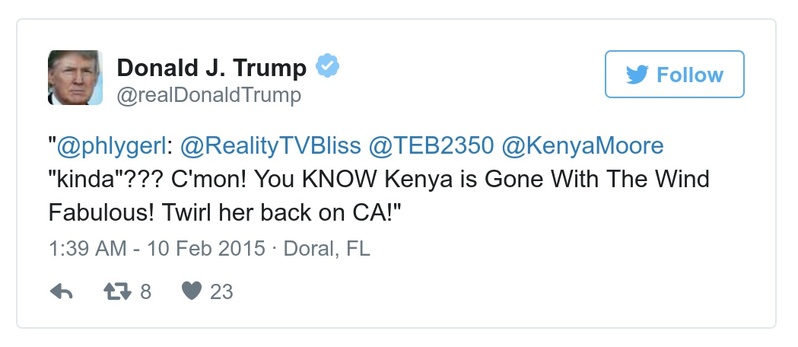 Donald J. Trump
@realDonaldTrump
Follow
"@phlygerl: @RealityTVBliss @TEB2350 @KenyaMoore
"kinda"??? C'mon! You KNOW Kenya is Gone With The Wind
Fabulous! Twirl her back on CA!"
1:39 AM - 10 Feb 2015 · Doral, FL
8 23